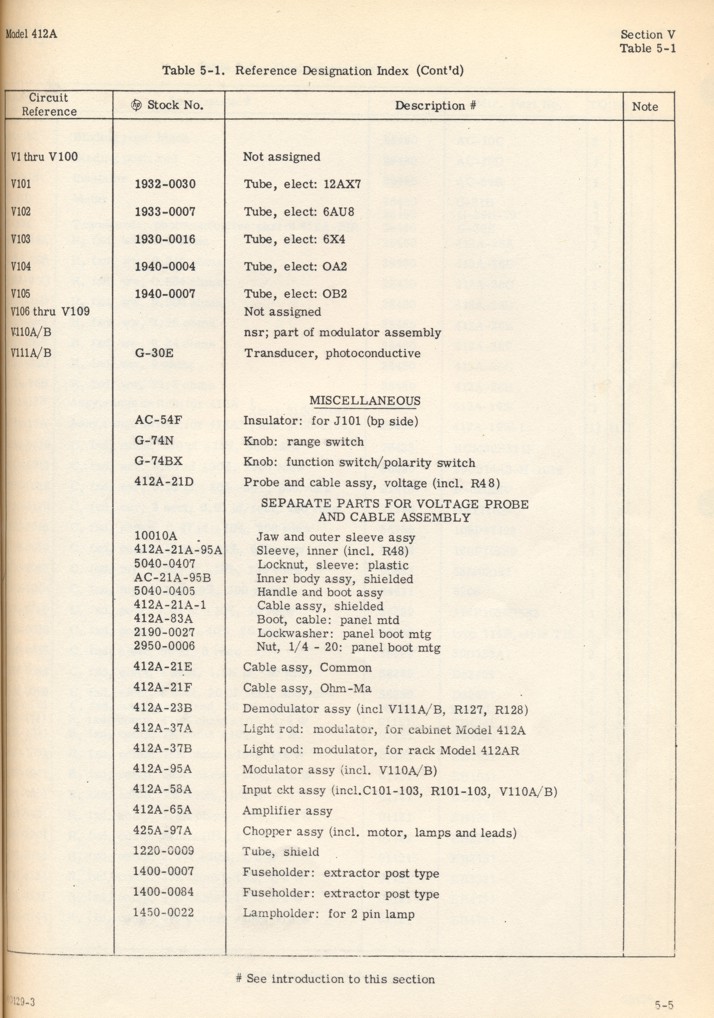 Model 412A
Section V
Table 5-1
Table 5-1. Reference Designation Index (Cont'd)
Circuit Reference hp Stock No. Description # Note
V1 thru V100 Not assigned
V101 1932-0030 Tube, elect: 12AX7
V102 1933-0007 Tube, elect: 6AU8
V103 1930-0016 Tube, elect: 6X4
V104 1940-0004 Tube, elect: OA2
V105 1940-0007 Tube, elect: OB2
V106 thru V109 Not assigned
V110A/B nsr; part of modulator assembly
V111A/B G-30E Transducer, photoconductive
MISCELLANEOUS
AC-54F Insulator: for J101 (bp side)
G-74N Knob: range switch
G-74BX Knob: function switch/polarity switch
412A-21D Probe and cable assy, voltage (incl. R48)
SEPARATE PARTS FOR VOLTAGE PROBE
AND CABLE ASSEMBLY
10010A Jaw and outer sleeve assy
412A-21A-95A Sleeve, inner (incl. R48)
5040-0407 Locknut, sleeve: plastic
AC-21A-95B Inner body assy, shielded
5040-0405 Handle and boot assy
412A-21A-1 Cable assy, shielded
412A-83A Boot, cable: panel mtd
2190-0027 Lockwasher: panel boot mtg
2950-0006 Nut, 1/4 - 20: panel boot mtg
412A-21E Cable assy, Common
412A-21F Cable assy, Ohm-Ma
412A-23B Demodulator assy (incl V111A/B, R127, R128)
412A-37A Light rod: modulator, for cabinet Model 412A
412A-37B Light rod: modulator, for rack Model 412AR
412A-95A Modulator assy (incl. V110A/B)
412A-58A Input ckt assy (incl.C101-103, R101-103, V110A/B)
412A-65A Amplifier assy
425A-97A Chopper assy (incl. motor, lamps and leads)
1220-0009 Tube, shield
1400-0007 Fuseholder: extractor post type
1400-0084 Fuseholder: extractor post type
1450-0022 Lampholder: for 2 pin lamp
# See introduction to this section
5-5